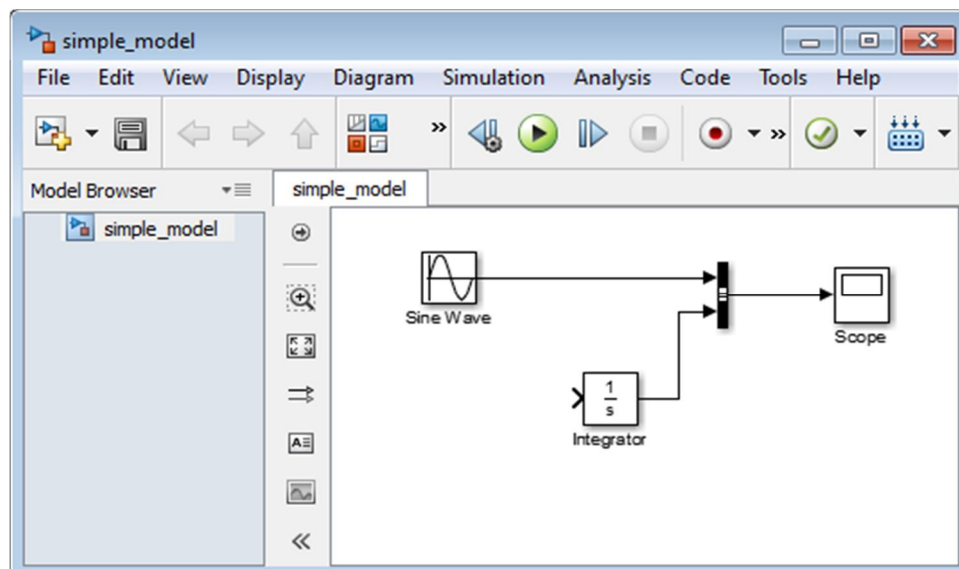 simple_model
File Edit View Display Diagram Simulation Analysis Code Tools Help
» »
Model Browser
simple_model
simple_model
Sine Wave
Scope
1
s
Integrator
A